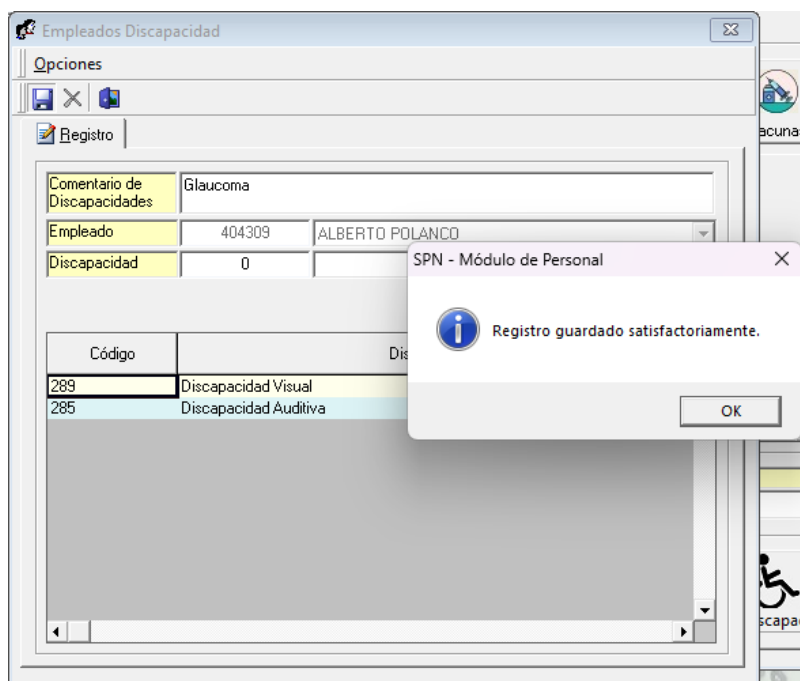 Empleados Discapacidad
Opciones
Registro
Comentario de
Discapacidades
Glaucoma
Empleado
404309
ALBERTO POLANCO
Discapacidad
0
SPN - Módulo de Personal
Registro guardado satisfactoriamente.
OK
Código
Dis
289
Discapacidad Visual
285
Discapacidad Auditiva
acunas
scapac